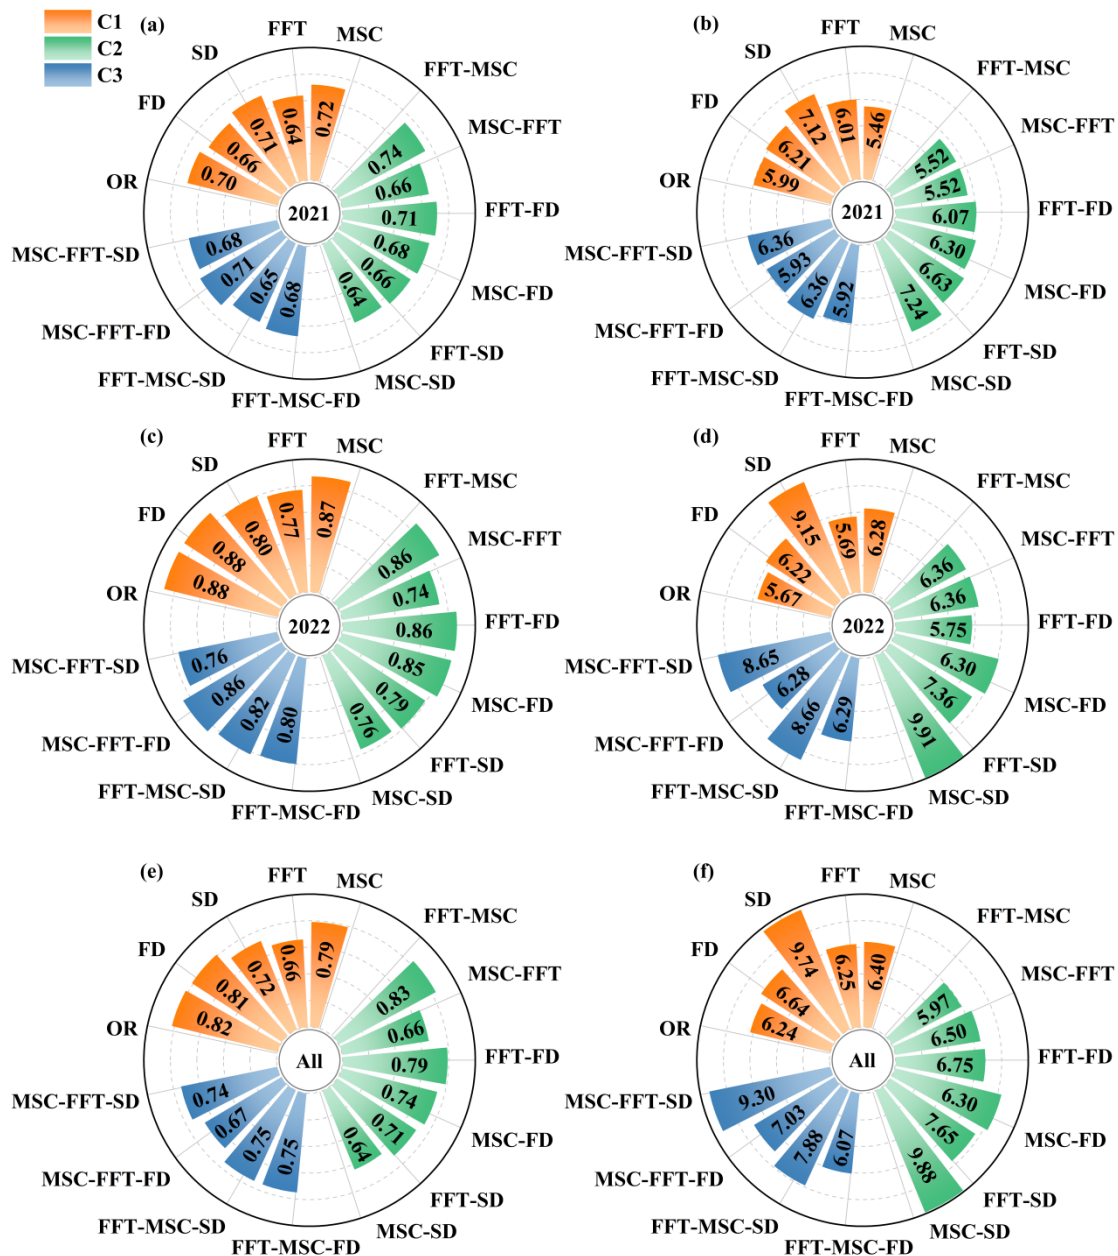 C1
C2
C3
(a)
FFT
MSC
SD
FFT-MSC
FD
MSC-FFT
OR
FFT-FD
MSC-FFT-SD
MSC-FD
MSC-FFT-FD
FFT-SD
FFT-MSC-SD
MSC-SD
FFT-MSC-FD
2021
0.70
0.66
0.71
0.64
0.72
0.74
0.66
0.71
0.68
0.66
0.64
0.68
0.65
0.71
0.68
(b)
FFT
MSC
SD
FFT-MSC
FD
MSC-FFT
OR
FFT-FD
MSC-FFT-SD
MSC-FD
MSC-FFT-FD
FFT-SD
FFT-MSC-SD
MSC-SD
FFT-MSC-FD
2021
5.99
6.21
7.12
6.01
5.46
5.52
5.52
6.07
6.30
6.63
7.24
5.92
6.36
5.93
6.36
(c)
FFT
MSC
SD
FFT-MSC
FD
MSC-FFT
OR
FFT-FD
MSC-FFT-SD
MSC-FD
MSC-FFT-FD
FFT-SD
FFT-MSC-SD
MSC-SD
FFT-MSC-FD
2022
0.88
0.88
0.80
0.77
0.87
0.86
0.74
0.86
0.85
0.79
0.76
0.80
0.82
0.86
0.76
(d)
FFT
MSC
SD
FFT-MSC
FD
MSC-FFT
OR
FFT-FD
MSC-FFT-SD
MSC-FD
MSC-FFT-FD
FFT-SD
FFT-MSC-SD
MSC-SD
FFT-MSC-FD
2022
5.67
6.22
9.15
5.69
6.28
6.36
6.36
5.75
6.30
7.36
9.91
6.29
8.66
6.28
8.65
(e)
FFT
MSC
SD
FFT-MSC
FD
MSC-FFT
OR
FFT-FD
MSC-FFT-SD
MSC-FD
MSC-FFT-FD
FFT-SD
FFT-MSC-SD
MSC-SD
FFT-MSC-FD
All
0.82
0.81
0.72
0.66
0.79
0.83
0.66
0.79
0.74
0.71
0.64
0.75
0.75
0.67
0.74
(f)
FFT
MSC
SD
FFT-MSC
FD
MSC-FFT
OR
FFT-FD
MSC-FFT-SD
MSC-FD
MSC-FFT-FD
FFT-SD
FFT-MSC-SD
MSC-SD
FFT-MSC-FD
All
6.24
6.64
9.74
6.25
6.40
5.97
6.50
6.75
6.30
7.65
9.88
6.07
7.88
7.03
9.30